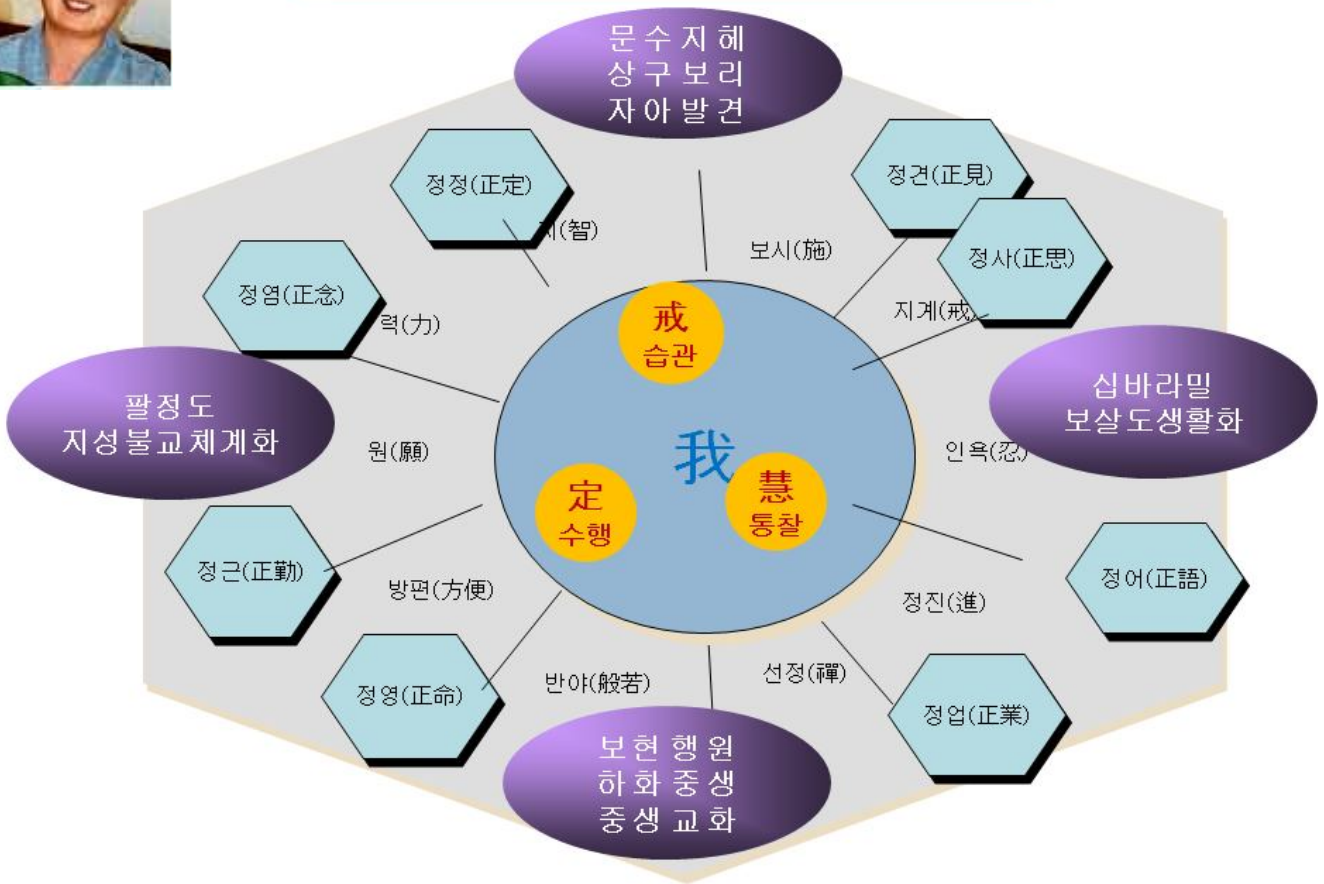 문수지혜
상구보리
자아발견
정정(正定)
정견(正見)
지(智)
보시(施)
정사(正思)
정염(正念)
력(力)
지계(戒)
戒
습관
팔정도
지성불교체계화
십바라밀
보살도생활화
원(願)
我
인욕(忍)
定
수행
慧
통찰
정근(正勤)
방편(方便)
정진(進)
정어(正語)
정영(正命)
반야(般若)
선정(禪)
정업(正業)
보현행원
하화중생
중생교화